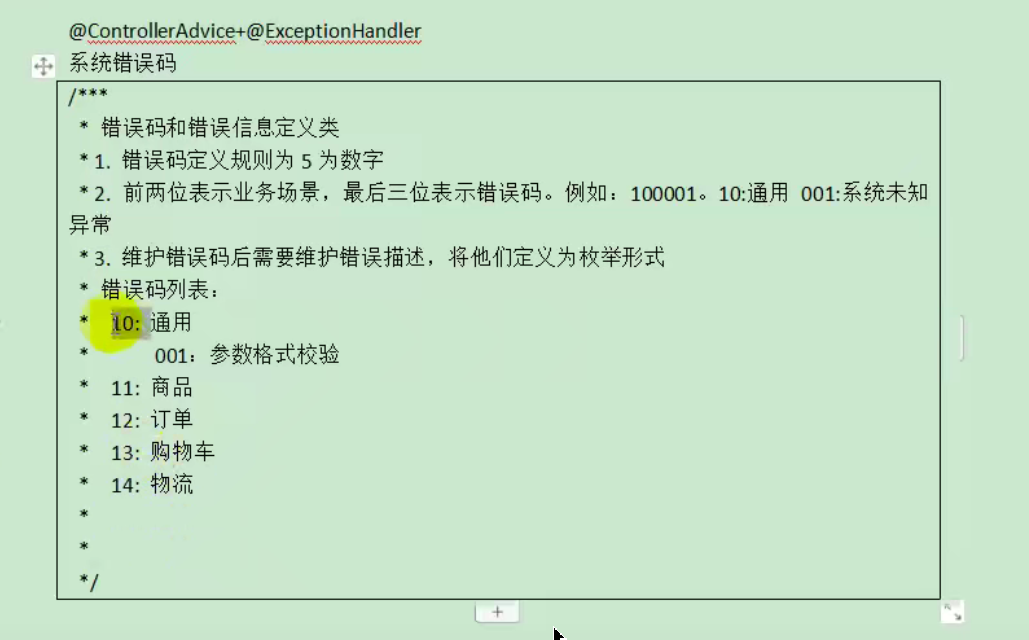 @ControllerAdvice+@ExceptionHandler
系统错误码
/***
* 错误码和错误信息定义类
* 1. 错误码定义规则为 5 为数字
* 2. 前两位表示业务场景，最后三位表示错误码。例如：100001。10:通用 001:系统未知
异常
* 3. 维护错误码后需要维护错误描述，将他们定义为枚举形式
* 错误码列表：
* 10: 通用
* 001：参数格式校验
* 11: 商品
* 12: 订单
* 13: 购物车
* 14: 物流
*
*
*/